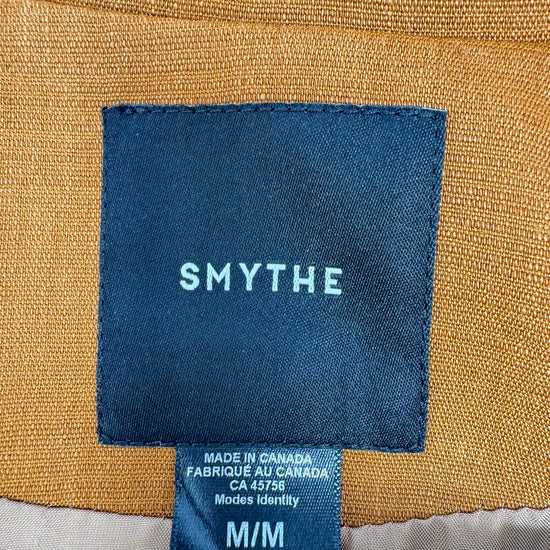 SMYTHE
MADE IN CANADA
FABRIQUÉ AU CANADA
CA 45756
Modes Identity
M/M